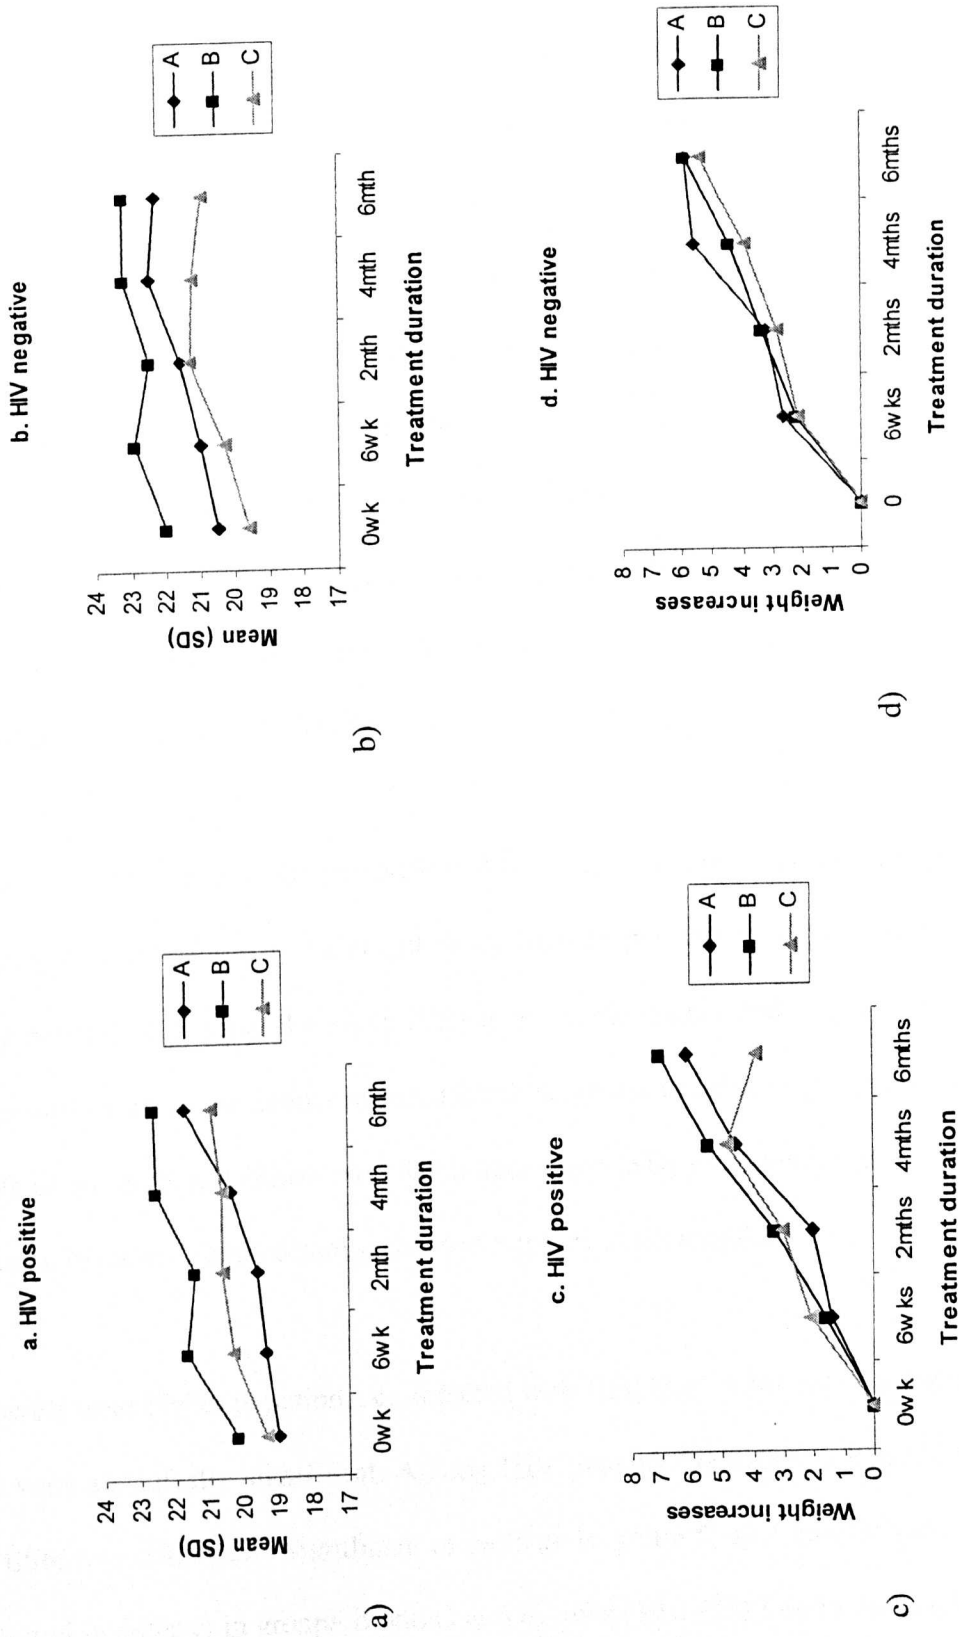 a. HIV positive
24
23
22
21
20
19
18
17
Mean (SD)
0wk 6wk 2mth 4mth 6mth
Treatment duration
A
B
C
a)
b. HIV negative
24
23
22
21
20
19
18
17
Mean (SD)
0wk 6wk 2mth 4mth 6mth
Treatment duration
A
B
C
b)
c. HIV positive
8
7
6
5
4
3
2
1
0
Weight increases
0wk 6wks 2mths 4mths 6mths
Treatment duration
A
B
C
c)
d. HIV negative
8
7
6
5
4
3
2
1
0
Weight increases
0 6wks 2mths 4mths 6mths
Treatment duration
A
B
C
d)